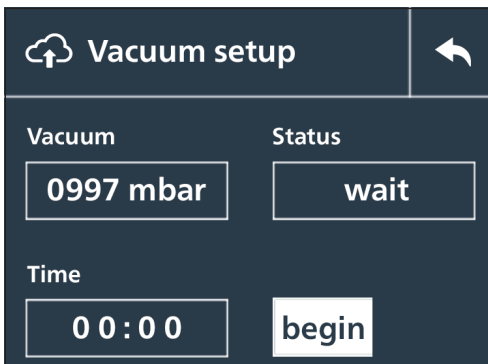 Vacuum setup
Vacuum
Status
0997 mbar
wait
Time
00:00
begin